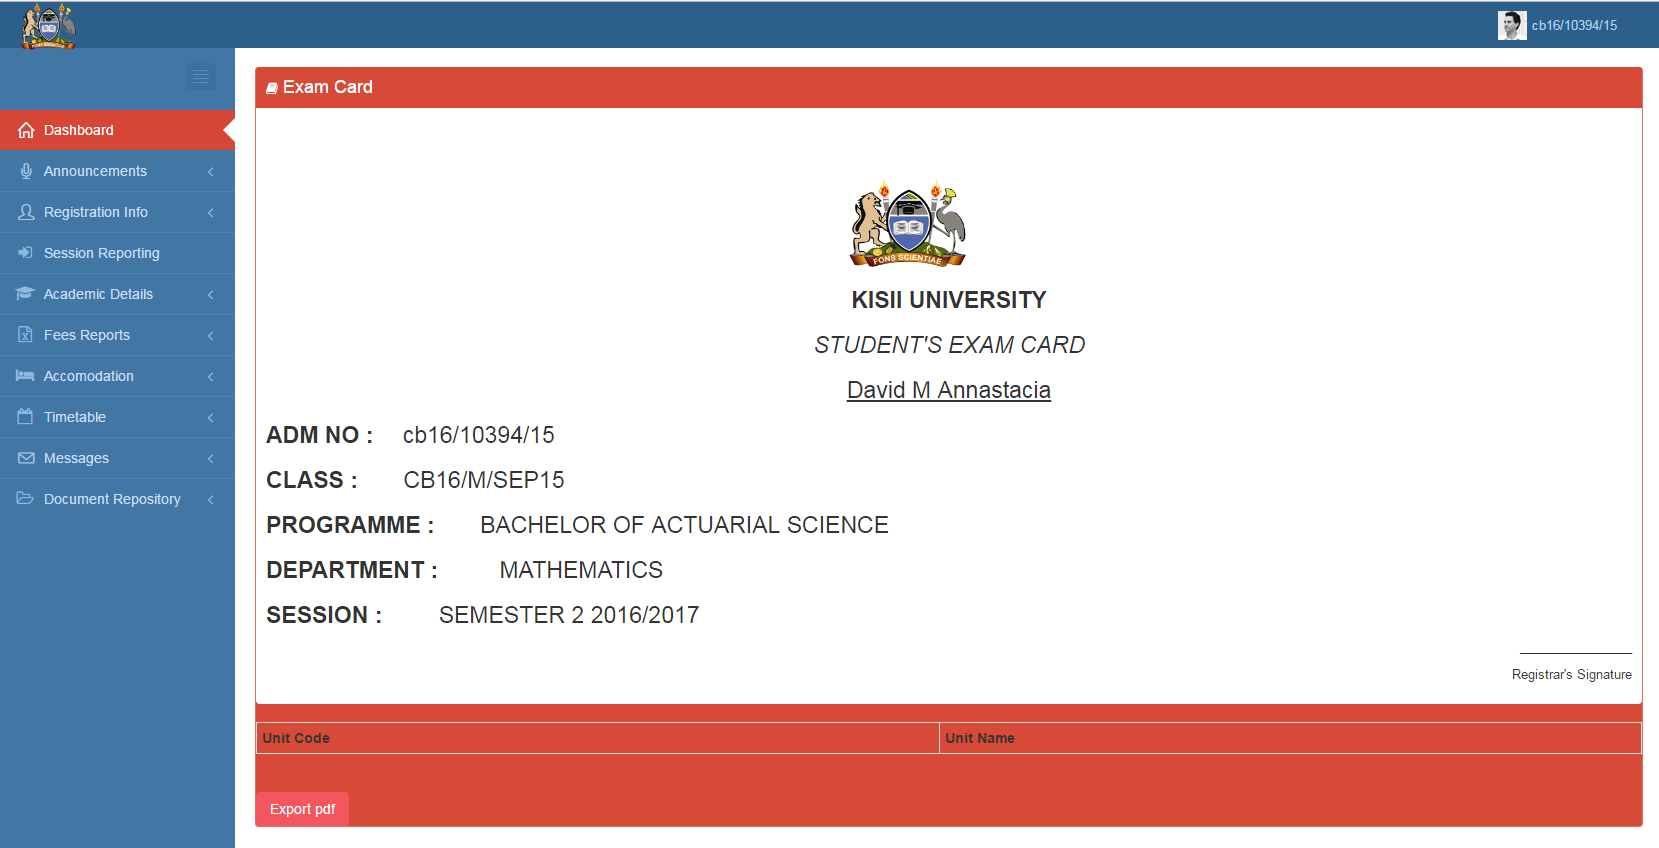 cb16/10394/15
Dashboard
Announcements
Registration Info
Session Reporting
Academic Details
Fees Reports
Accomodation
Timetable
Messages
Document Repository
Exam Card
FONS SCIENTIAE
KISII UNIVERSITY
STUDENT'S EXAM CARD
David M Annastacia
ADM NO : cb16/10394/15
CLASS : CB16/M/SEP15
PROGRAMME : BACHELOR OF ACTUARIAL SCIENCE
DEPARTMENT : MATHEMATICS
SESSION : SEMESTER 2 2016/2017
Registrar's Signature
Unit Code Unit Name
Export pdf